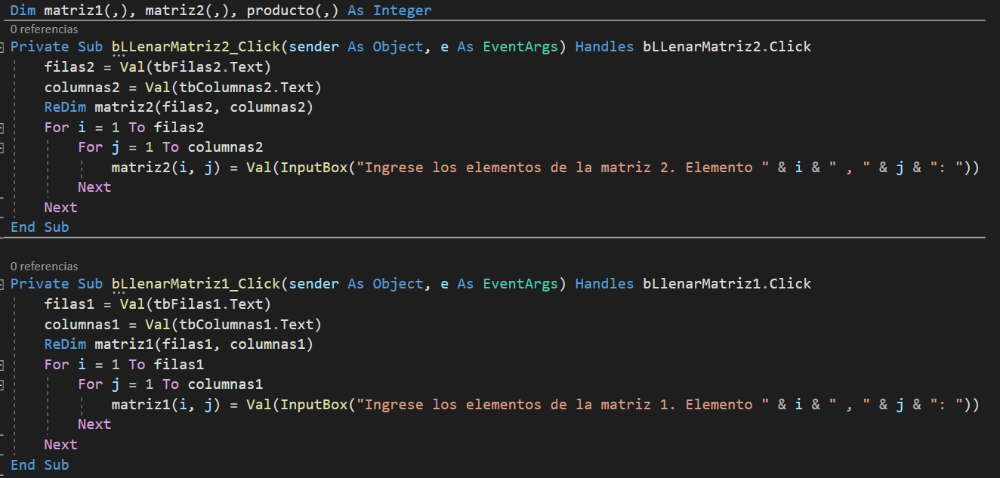 Dim matriz1(,), matriz2(,), producto(,) As Integer
0 referencias
Private Sub bLLenarMatriz2_Click(sender As Object, e As EventArgs) Handles bLLenarMatriz2.Click
filas2 = Val(tbFilas2.Text)
columnas2 = Val(tbColumnas2.Text)
ReDim matriz2(filas2, columnas2)
For i = 1 To filas2
For j = 1 To columnas2
matriz2(i, j) = Val(InputBox("Ingrese los elementos de la matriz 2. Elemento " & i & " , " & j & ": "))
Next
Next
End Sub
0 referencias
Private Sub bLlenarMatriz1_Click(sender As Object, e As EventArgs) Handles bLlenarMatriz1.Click
filas1 = Val(tbFilas1.Text)
columnas1 = Val(tbColumnas1.Text)
ReDim matriz1(filas1, columnas1)
For i = 1 To filas1
For j = 1 To columnas1
matriz1(i, j) = Val(InputBox("Ingrese los elementos de la matriz 1. Elemento " & i & " , " & j & ": "))
Next
Next
End Sub